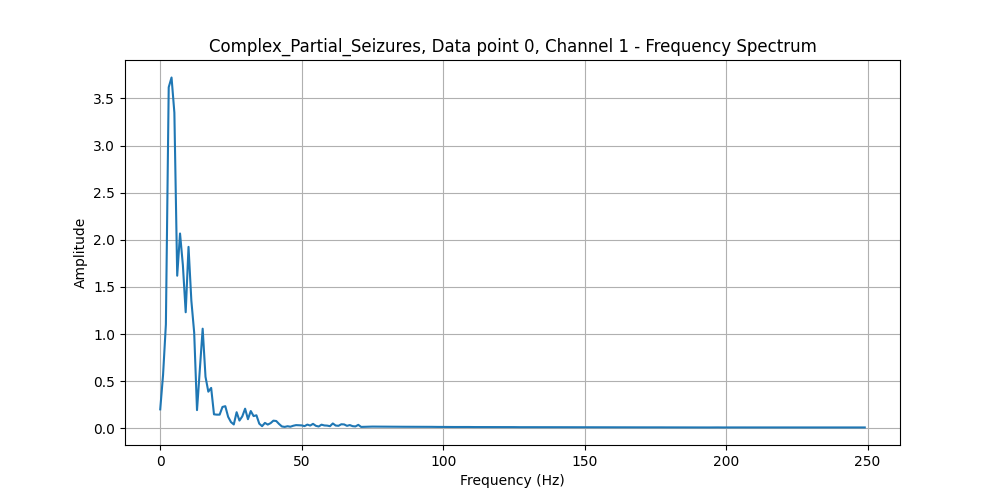 Complex_Partial_Seizures, Data point 0, Channel 1 - Frequency Spectrum
3.5
3.0
2.5
2.0
1.5
1.0
0.5
0.0
Amplitude
0 50 100 150 200 250
Frequency (Hz)